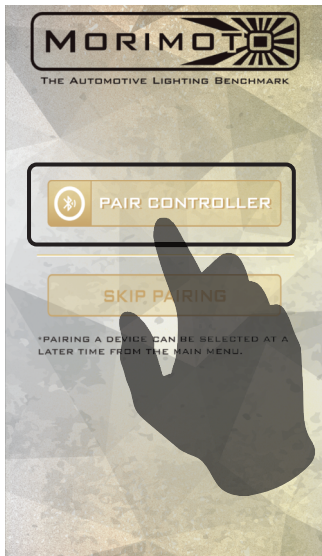 MORIMOTO
THE AUTOMOTIVE LIGHTING BENCHMARK
PAIR CONTROLLER
SKIP PAIRING
*PAIRING A DEVICE CAN BE SELECTED AT A
LATER TIME FROM THE MAIN MENU.